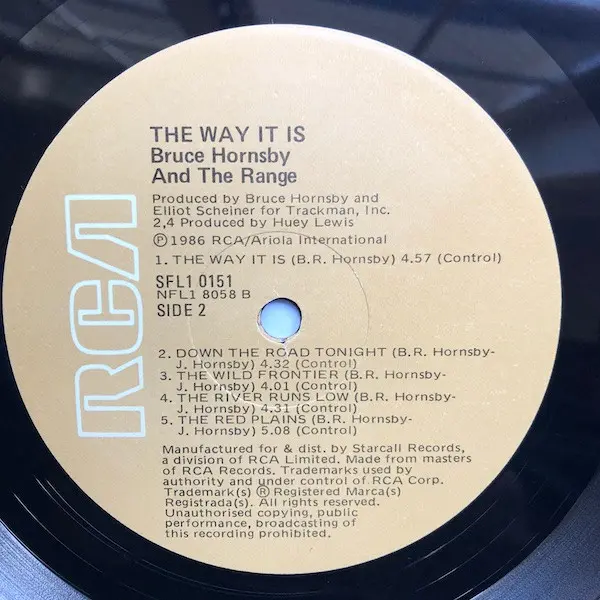 THE WAY IT IS
Bruce Hornsby
And The Range
Produced by Bruce Hornsby and
Elliot Scheiner for Trackman, Inc.
2,4 Produced by Huey Lewis
Ⓟ1986 RCA/Ariola International
1. THE WAY IT IS (B.R. Hornsby) 4.57 (Control)
SFL1 0151
NFL1 8058 B
SIDE 2
2. DOWN THE ROAD TONIGHT (B.R. Hornsby-
J. Hornsby) 4.32 (Control)
3. THE WILD FRONTIER (B.R. Hornsby-
J. Hornsby) 4.01 (Control)
4. THE RIVER RUNS LOW (B.R. Hornsby-
J. Hornsby) 4.31 (Control)
5. THE RED PLAINS (B.R. Hornsby-
J. Hornsby) 5.08 (Control)
Manufactured for & dist. by Starcall Records,
a division of RCA Limited. Made from masters
of RCA Records. Trademarks used by
authority and under control of RCA Corp.
Trademark(s) ® Registered Marca(s)
Registrada(s). All rights reserved.
Unauthorised copying, public
performance, broadcasting of
this recording prohibited.
RCA